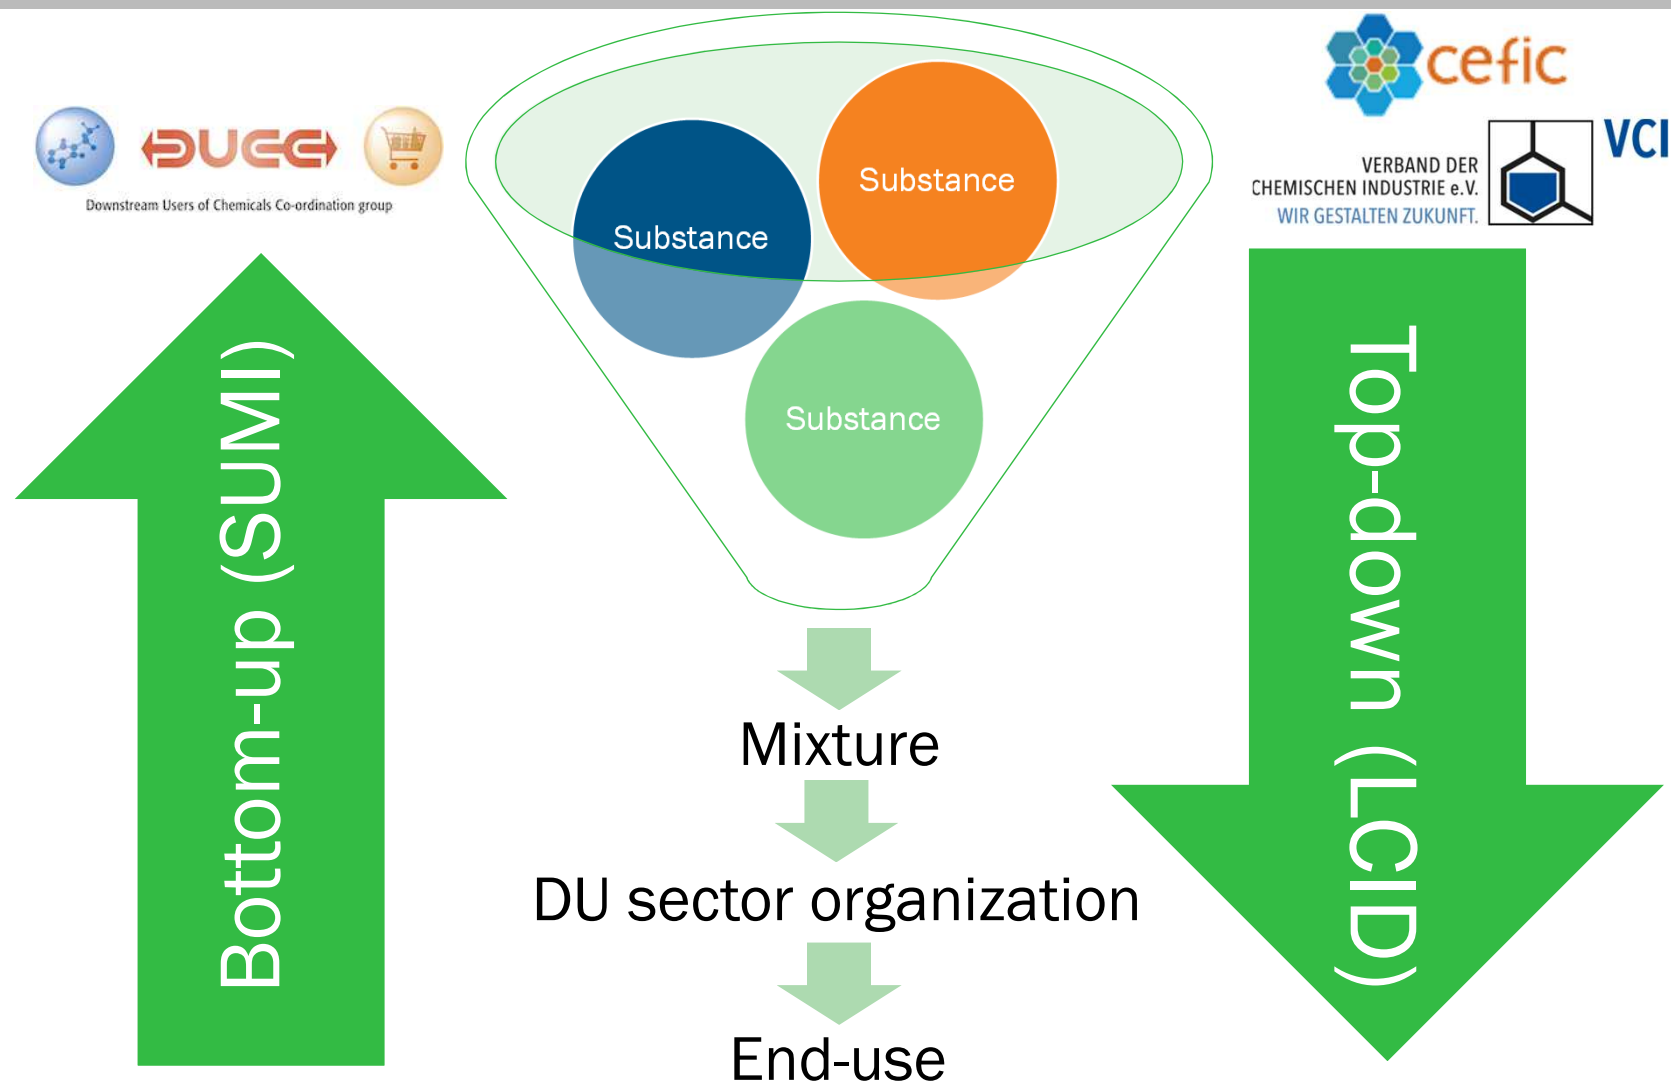 DUCC
Downstream Users of Chemicals Co-ordination group
cefic
VCI
VERBAND DER
CHEMISCHEN INDUSTRIE e.V.
WIR GESTALTEN ZUKUNFT.
Substance
Substance
Substance
Bottom-up (SUMI)
Top-down (LCID)
Mixture
DU sector organization
End-use